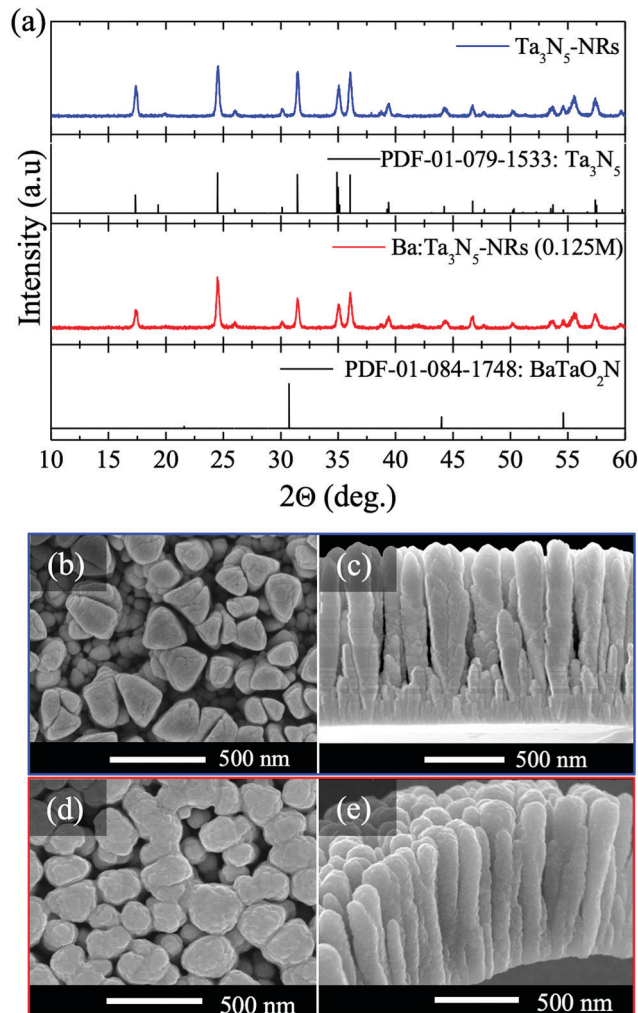 (a)
Ta₃N₅-NRs
PDF-01-079-1533: Ta₃N₅
Ba:Ta₃N₅-NRs (0.125M)
PDF-01-084-1748: BaTaO₂N
Intensity (a.u)
10 15 20 25 30 35 40 45 50 55 60
2Θ (deg.)
(b)
500 nm
(c)
500 nm
(d)
500 nm
(e)
500 nm